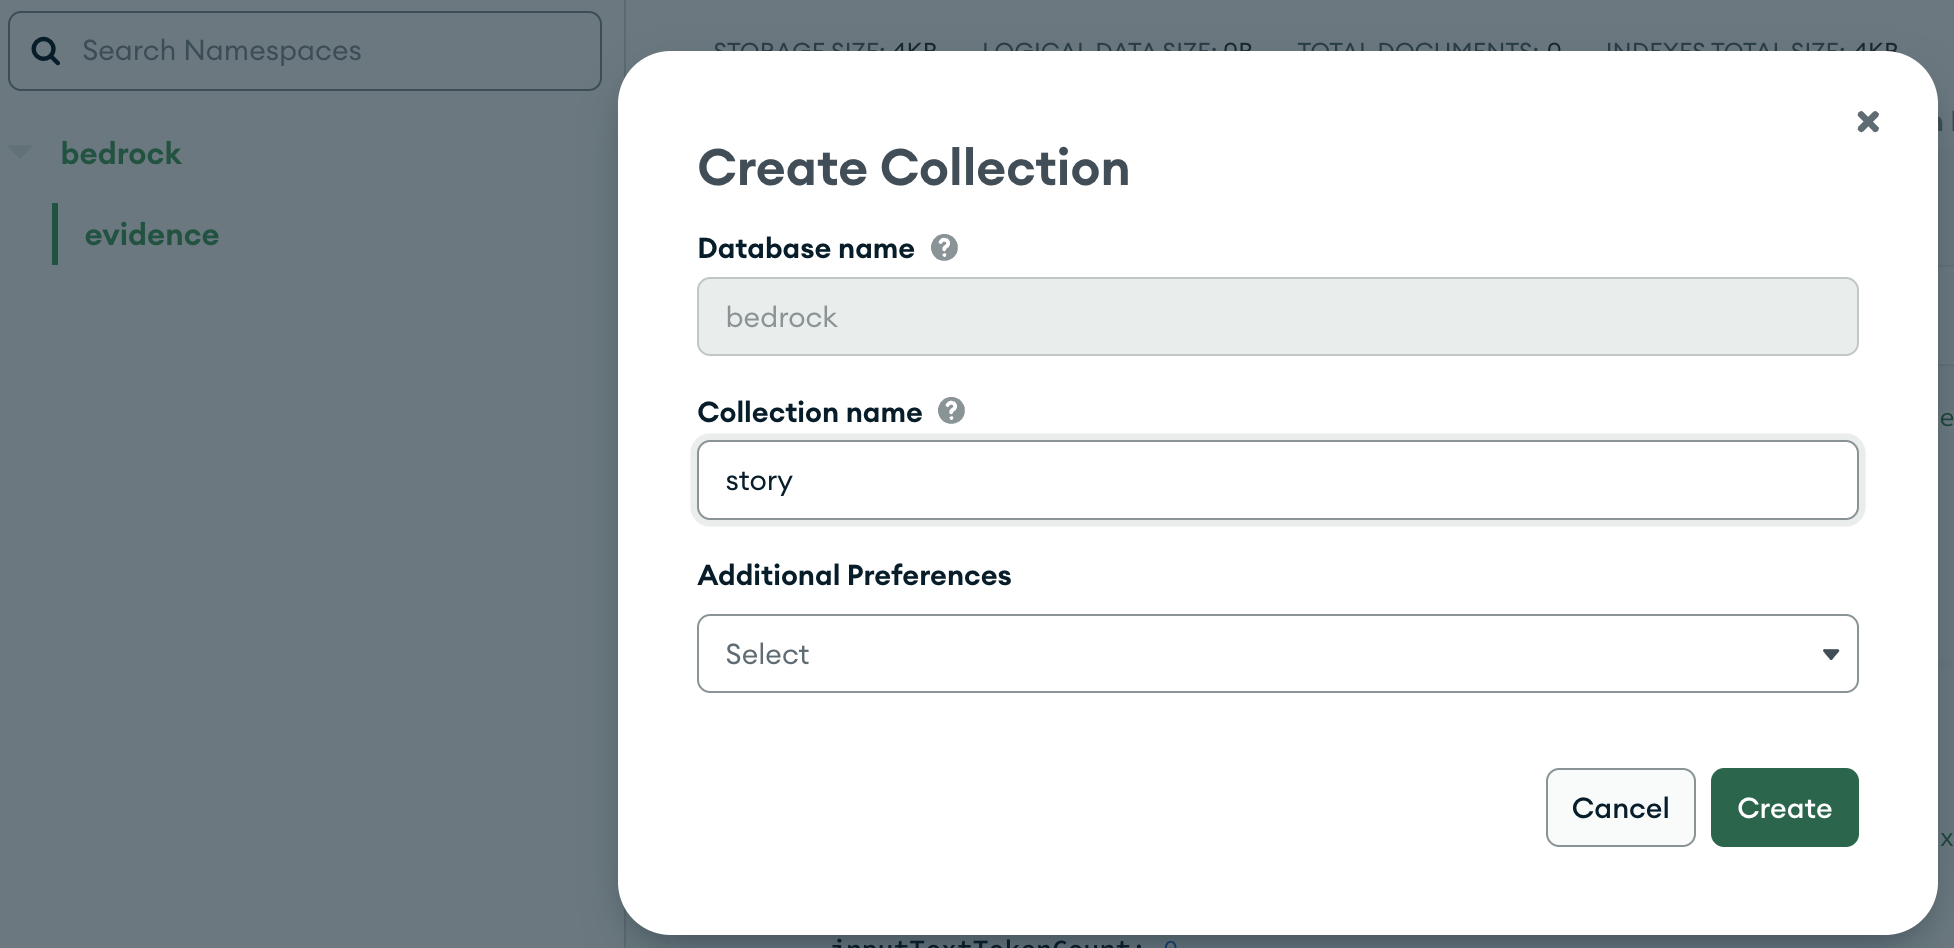 Search Namespaces
STORAGE SIZE: 4KB LOGICAL DATA SIZE: 0B TOTAL DOCUMENTS: 0 INDEXES TOTAL SIZE: 4KB
bedrock
evidence
Create Collection
Database name
bedrock
Collection name
story
Additional Preferences
Select
Cancel Create
inputTextTokenCount: 0